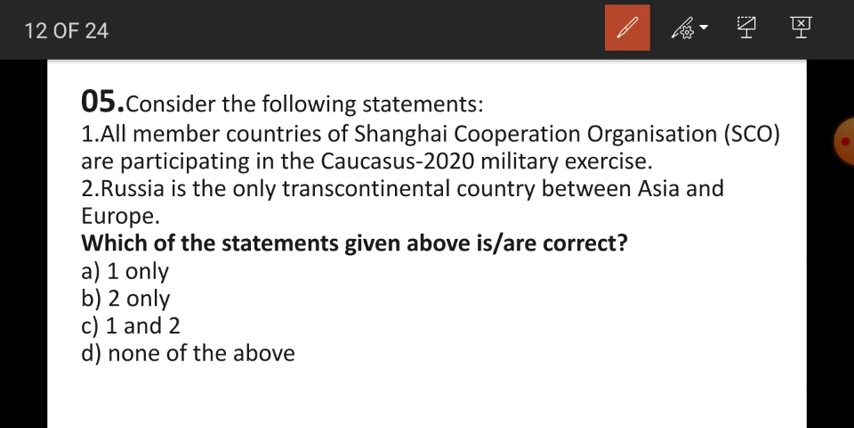 12 OF 24
05.Consider the following statements:
1.All member countries of Shanghai Cooperation Organisation (SCO)
are participating in the Caucasus-2020 military exercise.
2.Russia is the only transcontinental country between Asia and
Europe.
Which of the statements given above is/are correct?
a) 1 only
b) 2 only
c) 1 and 2
d) none of the above